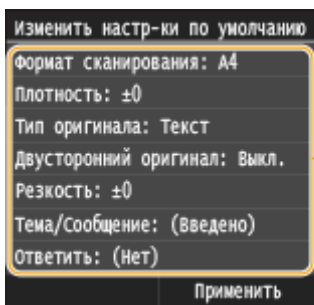 Изменить настр-ки по умолчанию
Формат сканирования: A4
Плотность: ±0
Тип оригинала: Текст
Двусторонний оригинал: Выкл.
Резкость: ±0
Тема/Сообщение: (Введено)
Ответить: (Нет)
Применить